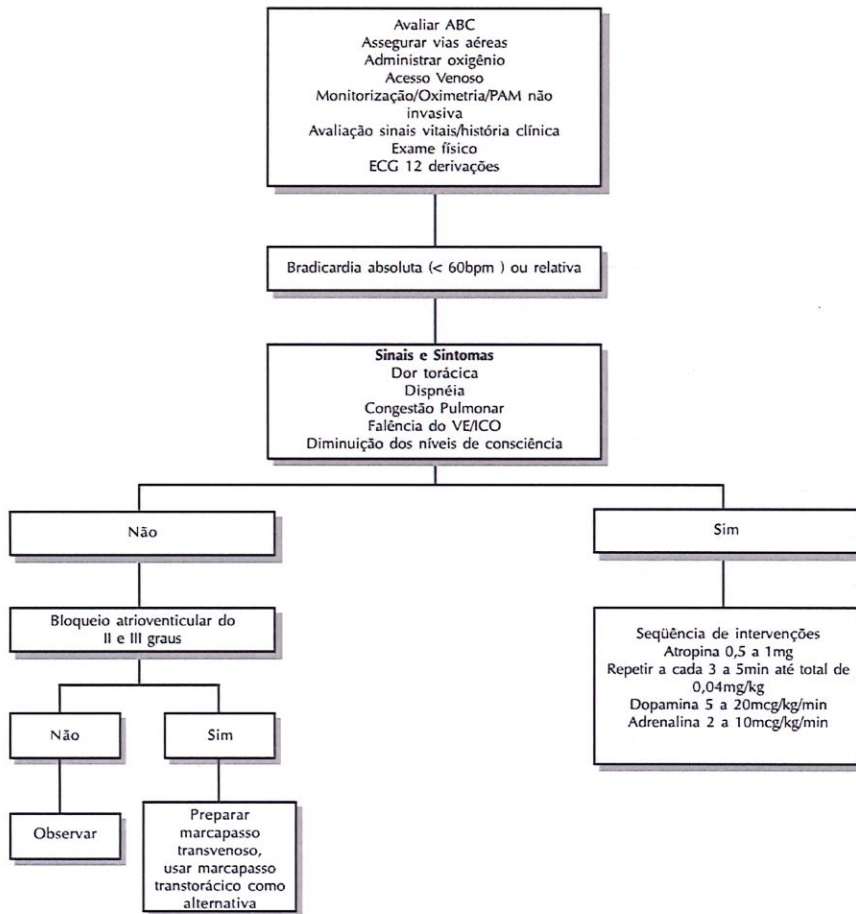 Avaliar ABC
Assegurar vias aéreas
Administrar oxigênio
Acesso Venoso
Monitorização/Oximetria/PAM não
invasiva
Avaliação sinais vitais/história clínica
Exame físico
ECG 12 derivações
Bradicardia absoluta (< 60bpm ) ou relativa
Sinais e Sintomas
Dor torácica
Dispnéia
Congestão Pulmonar
Falência do VE/ICO
Diminuição dos níveis de consciência
Não
Sim
Bloqueio atrioventicular do
II e III graus
Não
Sim
Observar
Preparar
marcapasso
transvenoso,
usar marcapasso
transtorácico como
alternativa
Seqüência de intervenções
Atropina 0,5 a 1mg
Repetir a cada 3 a 5min até total de
0,04mg/kg
Dopamina 5 a 20mcg/kg/min
Adrenalina 2 a 10mcg/kg/min